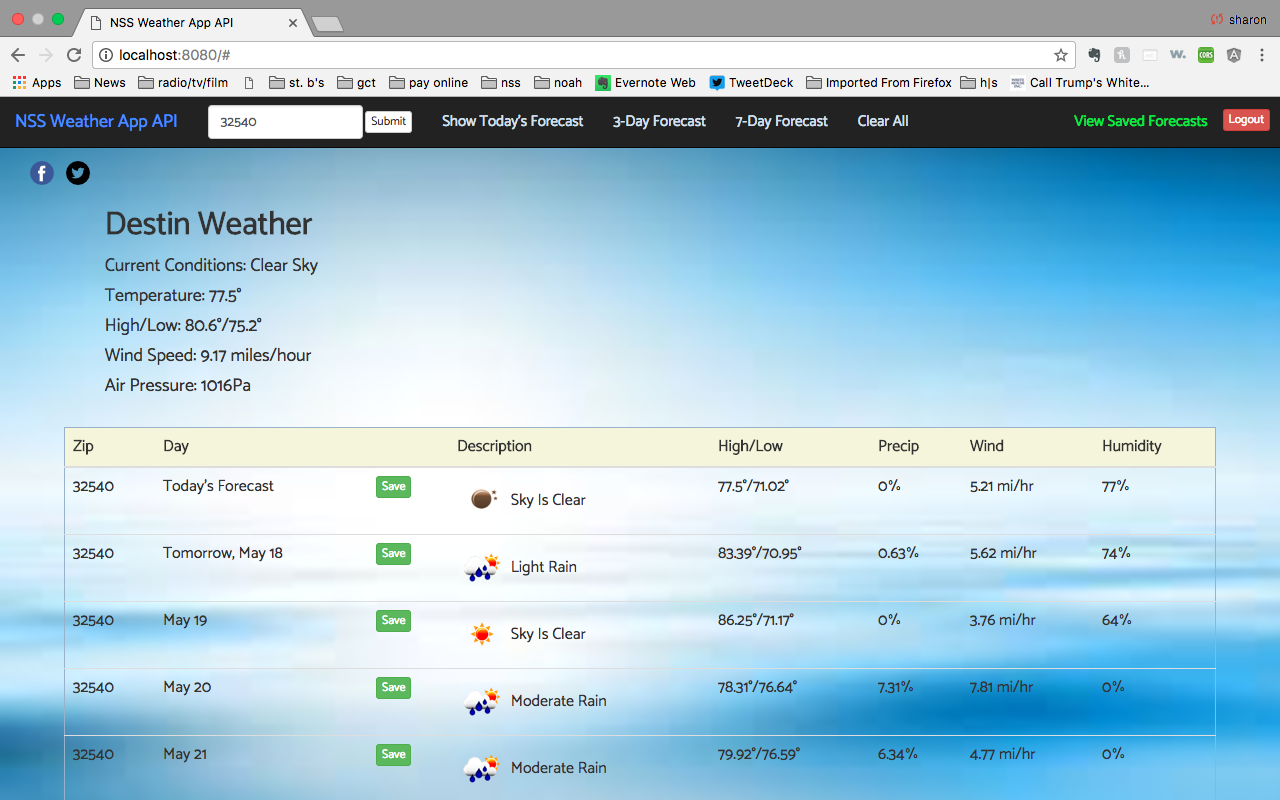 NSS Weather App API
sharon
localhost:8080/#
W.
CORS
Apps News radio/tv/film st. b's gct pay online nss noah Evernote Web TweetDeck Imported From Firefox h|s Call Trump's White...
NSS Weather App API 32540 Submit Show Today's Forecast 3-Day Forecast 7-Day Forecast Clear All View Saved Forecasts Logout
Destin Weather
Current Conditions: Clear Sky
Temperature: 77.5°
High/Low: 80.6°/75.2°
Wind Speed: 9.17 miles/hour
Air Pressure: 1016Pa
Zip Day Description High/Low Precip Wind Humidity
32540 Today's Forecast Save Sky Is Clear 77.5°/71.02° 0% 5.21 mi/hr 77%
32540 Tomorrow, May 18 Save Light Rain 83.39°/70.95° 0.63% 5.62 mi/hr 74%
32540 May 19 Save Sky Is Clear 86.25°/71.17° 0% 3.76 mi/hr 64%
32540 May 20 Save Moderate Rain 78.31°/76.64° 7.31% 7.81 mi/hr 0%
32540 May 21 Save Moderate Rain 79.92°/76.59° 6.34% 4.77 mi/hr 0%